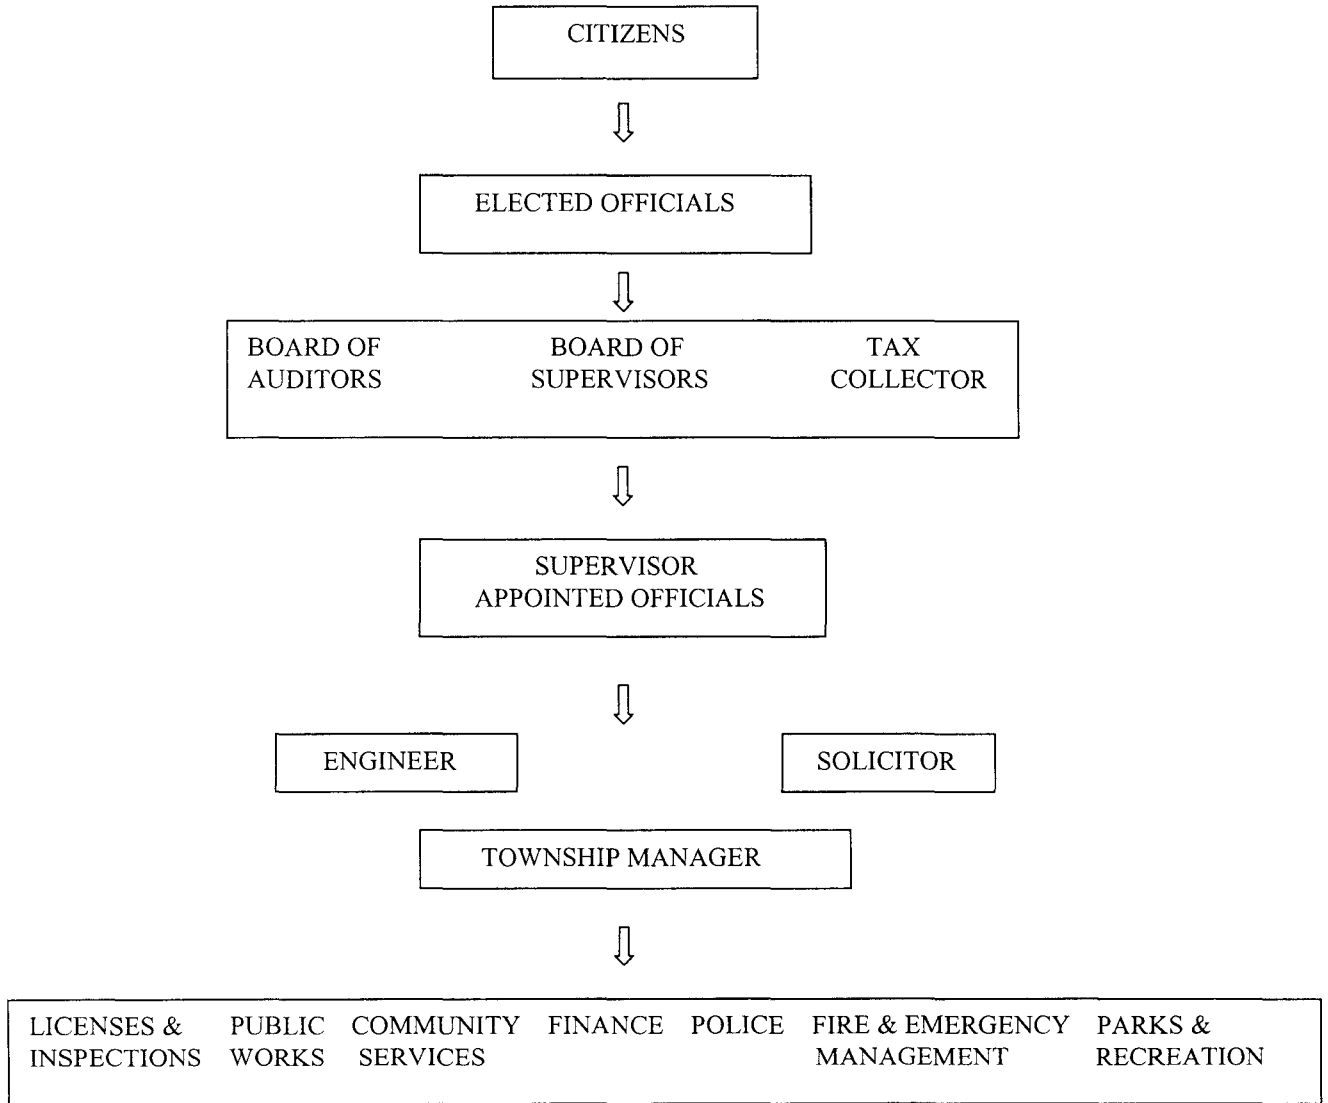 CITIZENS
ELECTED OFFICIALS
BOARD OF AUDITORS
BOARD OF SUPERVISORS
TAX COLLECTOR
SUPERVISOR
APPOINTED OFFICIALS
ENGINEER
SOLICITOR
TOWNSHIP MANAGER
LICENSES &
INSPECTIONS
PUBLIC
WORKS
COMMUNITY
SERVICES
FINANCE
POLICE
FIRE & EMERGENCY
MANAGEMENT
PARKS &
RECREATION